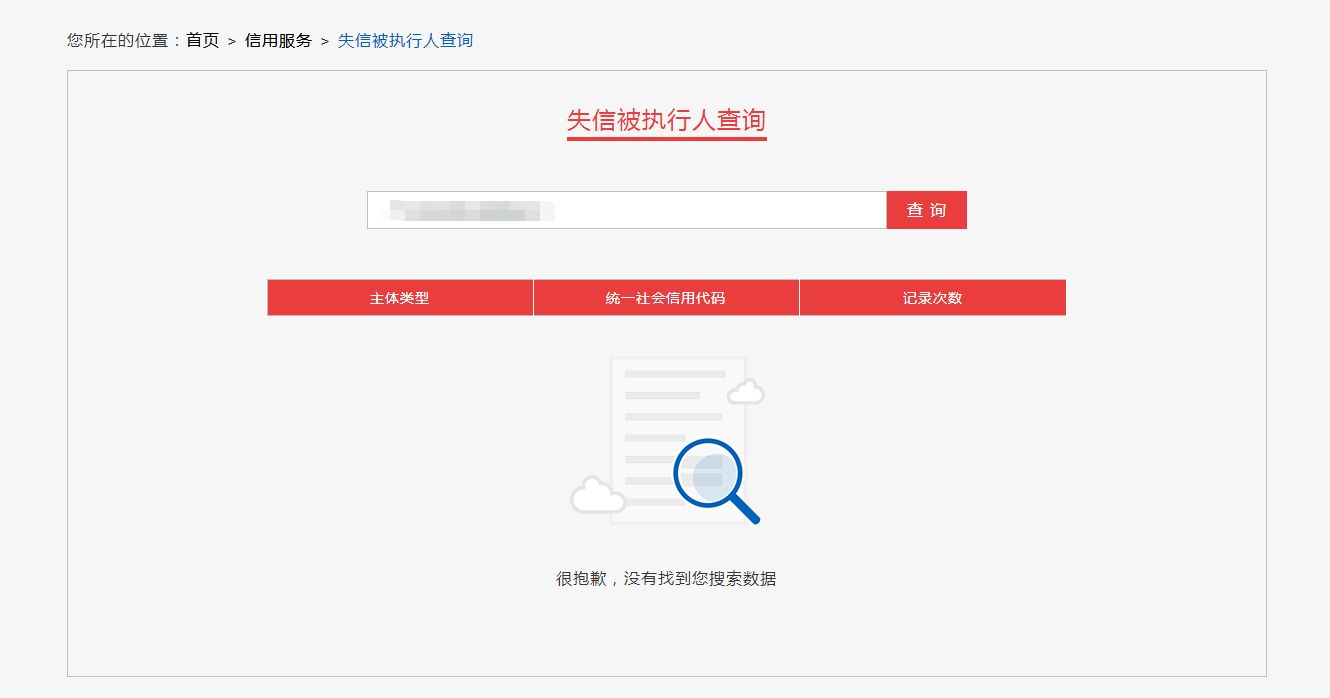 您所在的位置：首页 > 信用服务 > 失信被执行人查询
失信被执行人查询
查 询
主体类型 统一社会信用代码 记录次数
很抱歉，没有找到您搜索数据